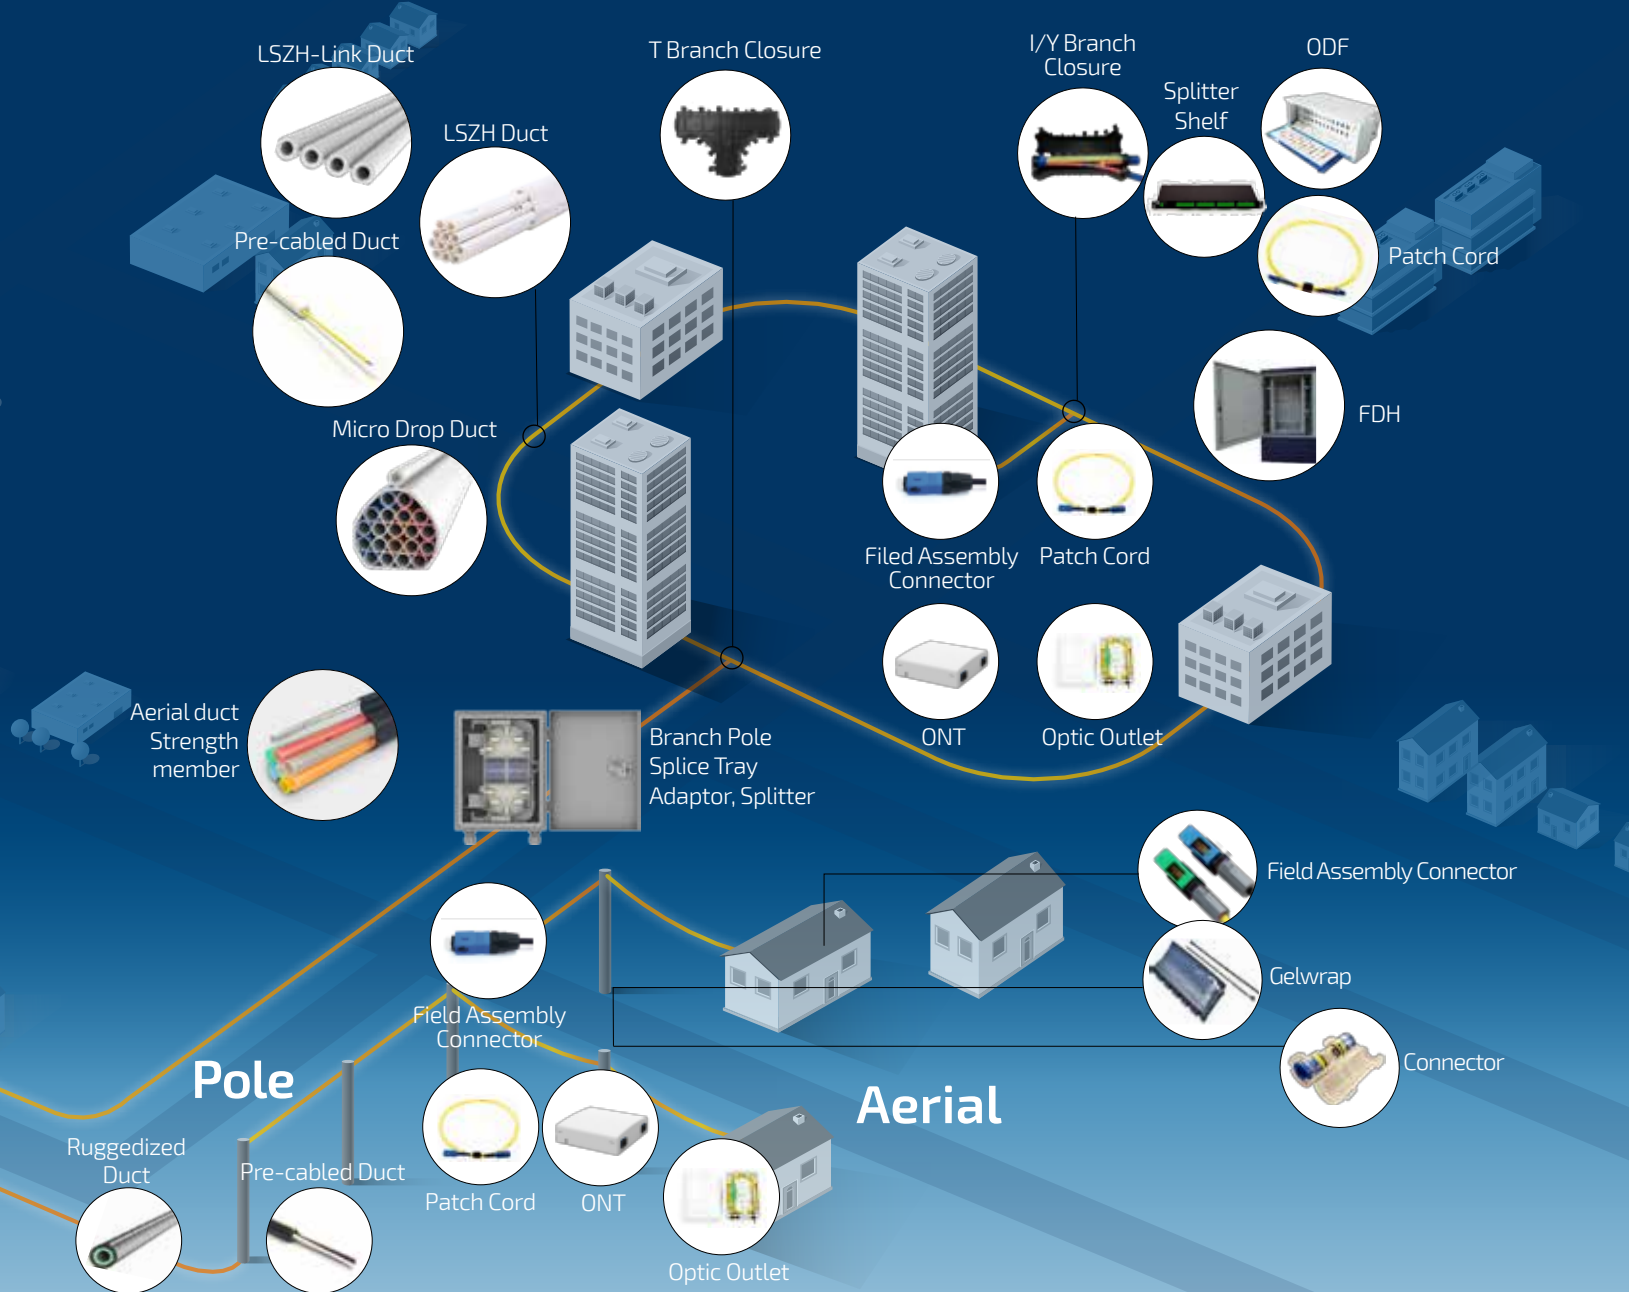 LSZH-Link Duct
T Branch Closure
I/Y Branch
Closure
ODF
Splitter
Shelf
LSZH Duct
Pre-cabled Duct
Patch Cord
Micro Drop Duct
FDH
Filed Assembly
Connector
Patch Cord
Aerial duct
Strength
member
Branch Pole
Splice Tray
Adaptor, Splitter
ONT
Optic Outlet
Field Assembly Connector
Gelwrap
Field Assembly
Connector
Connector
Pole
Aerial
Ruggedized
Duct
Pre-cabled Duct
Patch Cord
ONT
Optic Outlet